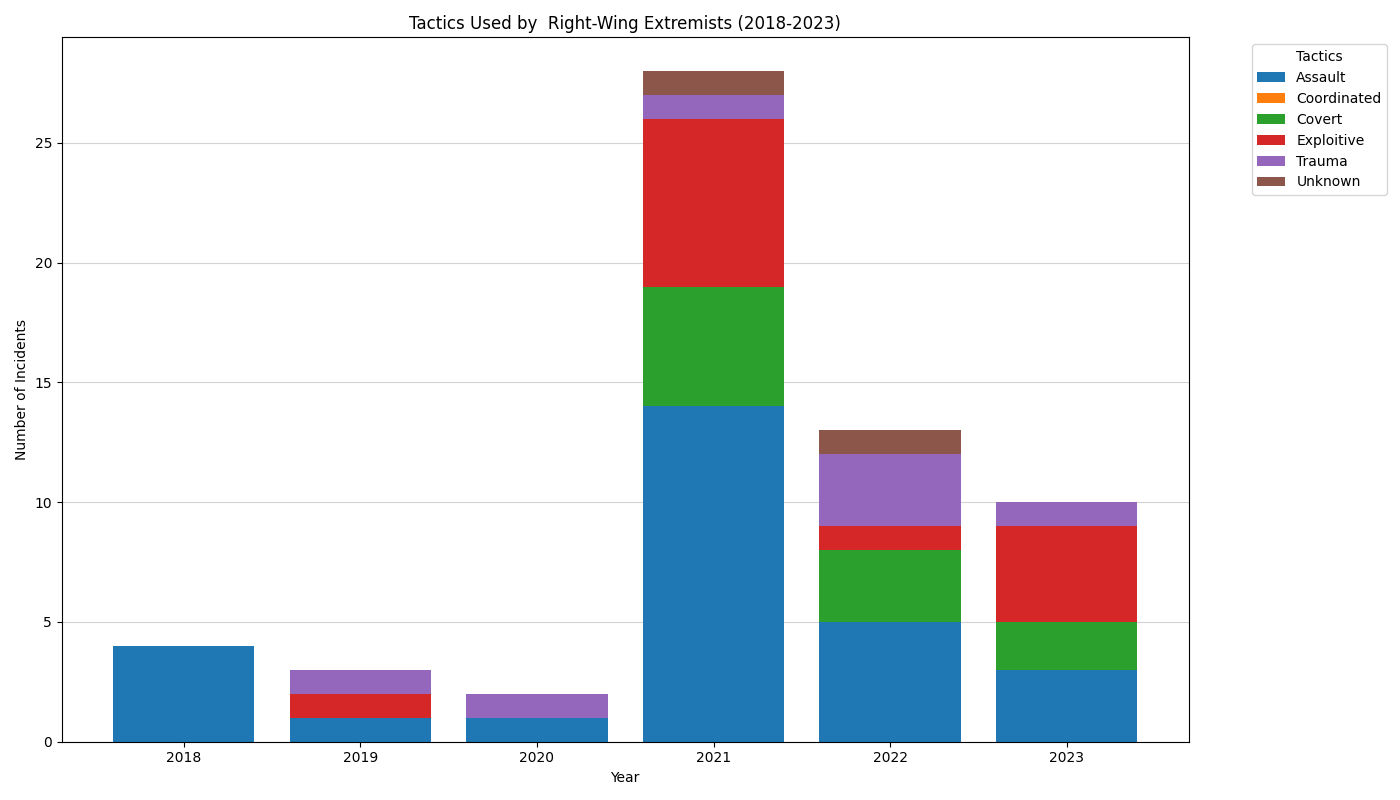 Tactics Used by  Right-Wing Extremists (2018-2023)
Tactics
Assault
Coordinated
Covert
Exploitive
Trauma
Unknown
Number of Incidents
25
20
15
10
5
0
2018 2019 2020 2021 2022 2023
Year